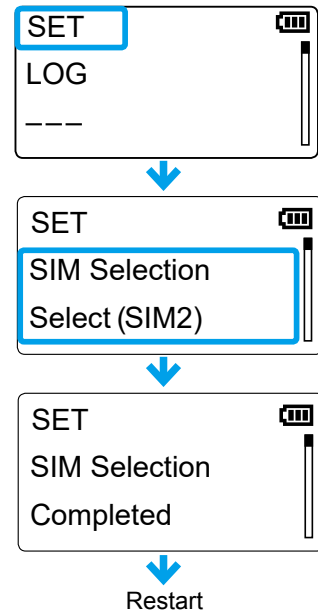 SET
LOG
– – –
SET
SIM Selection
Select (SIM2)
SET
SIM Selection
Completed
Restart